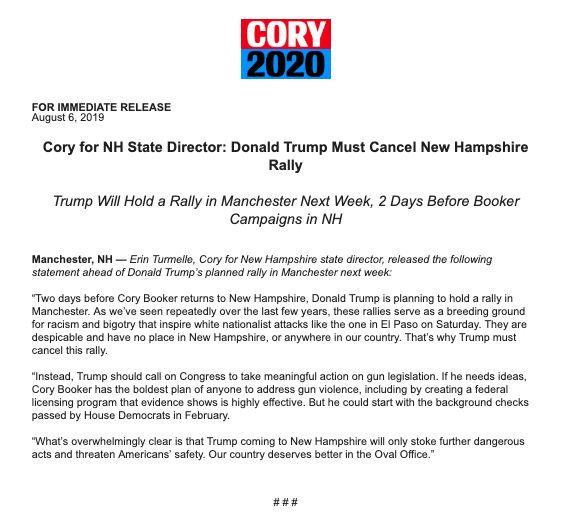 CORY
2020
FOR IMMEDIATE RELEASE
August 6, 2019
Cory for NH State Director: Donald Trump Must Cancel New Hampshire
Rally
Trump Will Hold a Rally in Manchester Next Week, 2 Days Before Booker
Campaigns in NH
Manchester, NH — Erin Turmelle, Cory for New Hampshire state director, released the following
statement ahead of Donald Trump's planned rally in Manchester next week:
“Two days before Cory Booker returns to New Hampshire, Donald Trump is planning to hold a rally in
Manchester. As we've seen repeatedly over the last few years, these rallies serve as a breeding ground
for racism and bigotry that inspire white nationalist attacks like the one in El Paso on Saturday. They are
despicable and have no place in New Hampshire, or anywhere in our country. That's why Trump must
cancel this rally.
“Instead, Trump should call on Congress to take meaningful action on gun legislation. If he needs ideas,
Cory Booker has the boldest plan of anyone to address gun violence, including by creating a federal
licensing program that evidence shows is highly effective. But he could start with the background checks
passed by House Democrats in February.
“What's overwhelmingly clear is that Trump coming to New Hampshire will only stoke further dangerous
acts and threaten Americans' safety. Our country deserves better in the Oval Office.”
# # #